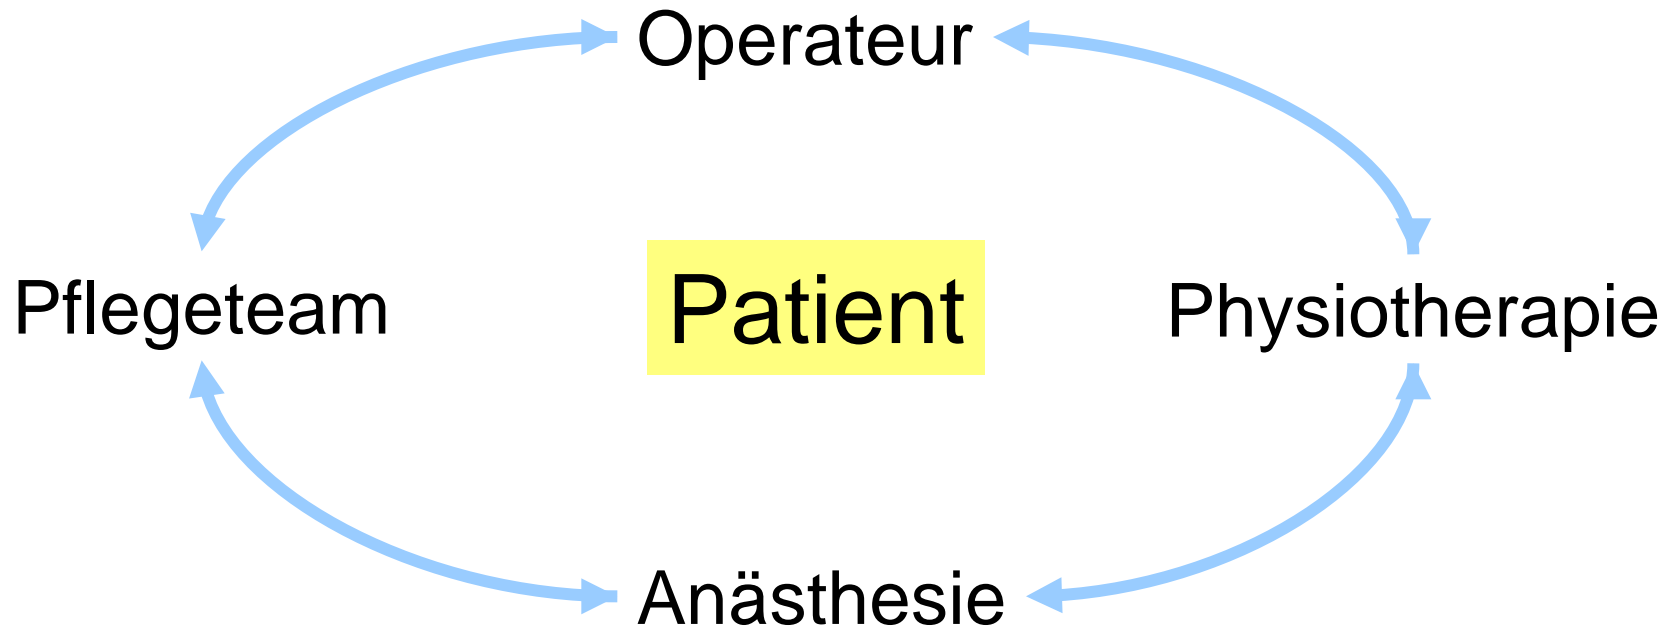 Operateur
Pflegeteam
Patient
Physiotherapie
Anästhesie